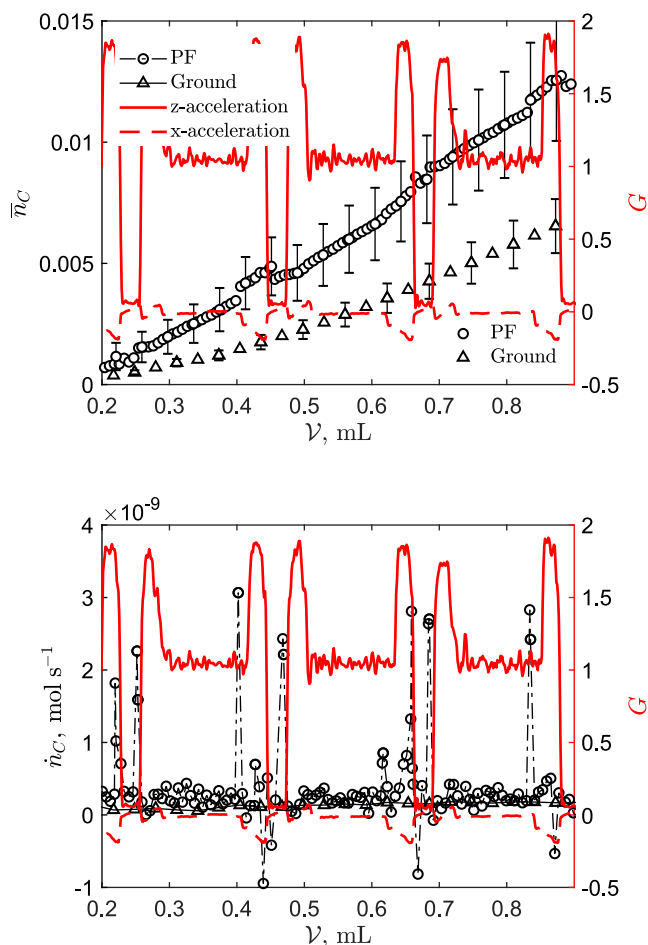 0.015
0.01
0.005
0
n̅_C
PF
Ground
z-acceleration
x-acceleration
PF
Ground
2
1.5
1
0.5
0
-0.5
G
0.2 0.3 0.4 0.5 0.6 0.7 0.8
𝒱, mL
×10⁻⁹
4
3
2
1
0
-1
ṅ_C, mol s⁻¹
2
1.5
1
0.5
0
-0.5
G
0.2 0.3 0.4 0.5 0.6 0.7 0.8
𝒱, mL